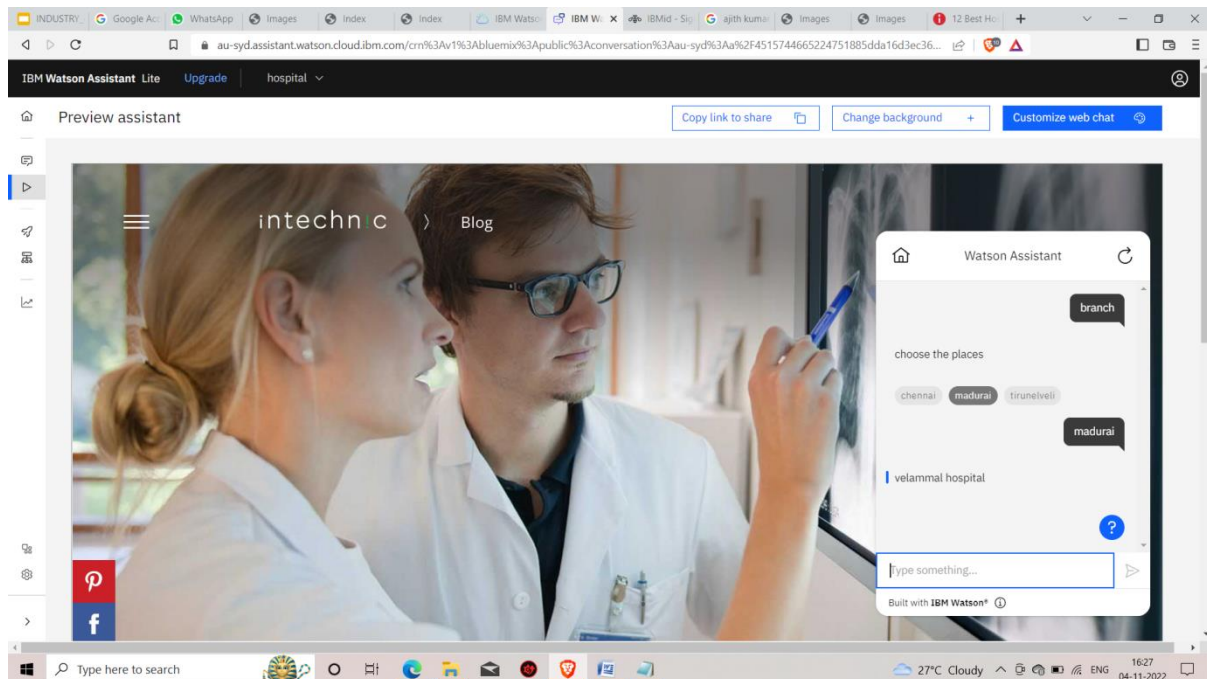 INDUSTRY_ Google Acc WhatsApp Images Index Index IBM Watso IBM Wa IBMid - Sig ajith kumar Images Images 12 Best Ho
au-syd.assistant.watson.cloud.ibm.com/crn%3Av1%3Abluemix%3Apublic%3Aconversation%3Aau-syd%3Aa%2F4515744665224751885dda16d3ec36...
IBM Watson Assistant Lite Upgrade hospital
Preview assistant Copy link to share Change background + Customize web chat
intechnic 〉 Blog
Watson Assistant
branch
choose the places
chennai madurai tirunelveli
madurai
velammal hospital
?
Type something...
Built with IBM Watson® i
Type here to search 27°C Cloudy ENG 16:27
04-11-2022